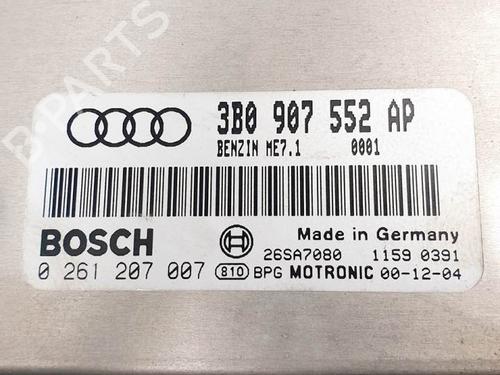 B-PARTS
3B0 907 552 AP
BENZIN ME7.1 0001
BOSCH
Made in Germany
26SA7080 1159 0391
0 261 207 007 810 BPG MOTRONIC 00-12-04